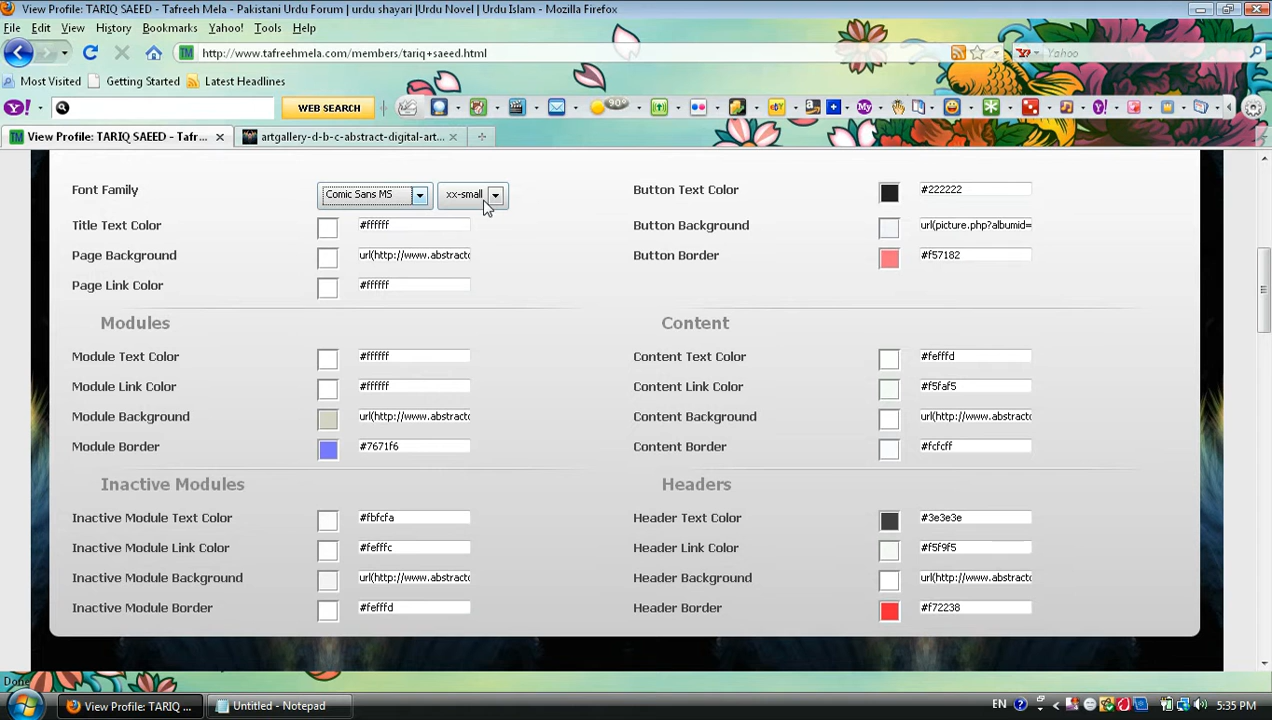 View Profile: TARIQ SAEED - Tafreeh Mela - Pakistani Urdu Forum | urdu shayari |Urdu Novel | Urdu Islam - Mozilla Firefox
File Edit View History Bookmarks Yahoo! Tools Help
http://www.tafreehmela.com/members/tariq+saeed.html
Yahoo
Most Visited Getting Started Latest Headlines
WEB SEARCH
90°
View Profile: TARIQ SAEED - Tafr...
artgallery-d-b-c-abstract-digital-art...
Font Family
Comic Sans MS
xx-small
Button Text Color
#222222
Title Text Color
#ffffff
Button Background
url(picture.php?albumid=
Page Background
url(http://www.abstractc
Button Border
#f57182
Page Link Color
#ffffff
Modules
Content
Module Text Color
#ffffff
Content Text Color
#fefffd
Module Link Color
#ffffff
Content Link Color
#f5faf5
Module Background
url(http://www.abstractc
Content Background
url(http://www.abstractc
Module Border
#7671f6
Content Border
#fcfcff
Inactive Modules
Headers
Inactive Module Text Color
#fbfcfa
Header Text Color
#3e3e3e
Inactive Module Link Color
#fefffc
Header Link Color
#f5f9f5
Inactive Module Background
url(http://www.abstractc
Header Background
url(http://www.abstractc
Inactive Module Border
#fefffd
Header Border
#f72238
Done
View Profile: TARIQ ...
Untitled - Notepad
EN
5:35 PM